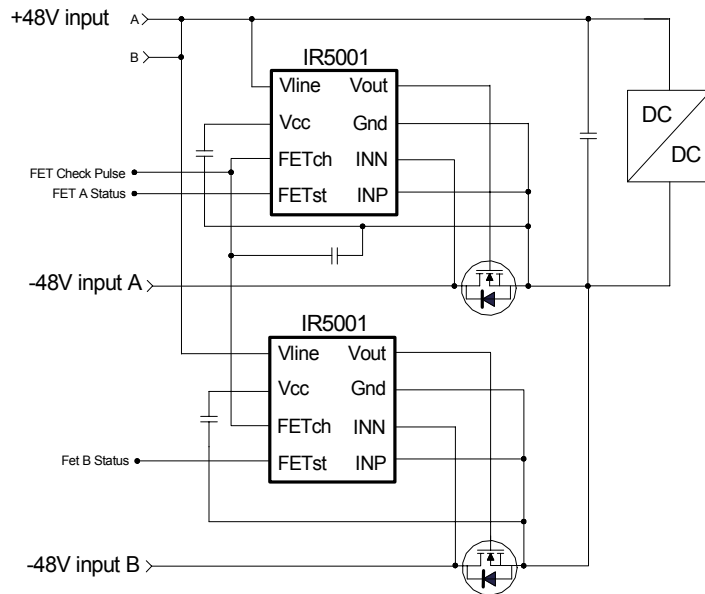 +48V input
A
B
IR5001
Vline Vout
Vcc Gnd
FETch INN
FETst INP
FET Check Pulse
FET A Status
DC
DC
-48V input A
IR5001
Vline Vout
Vcc Gnd
FETch INN
FETst INP
Fet B Status
-48V input B